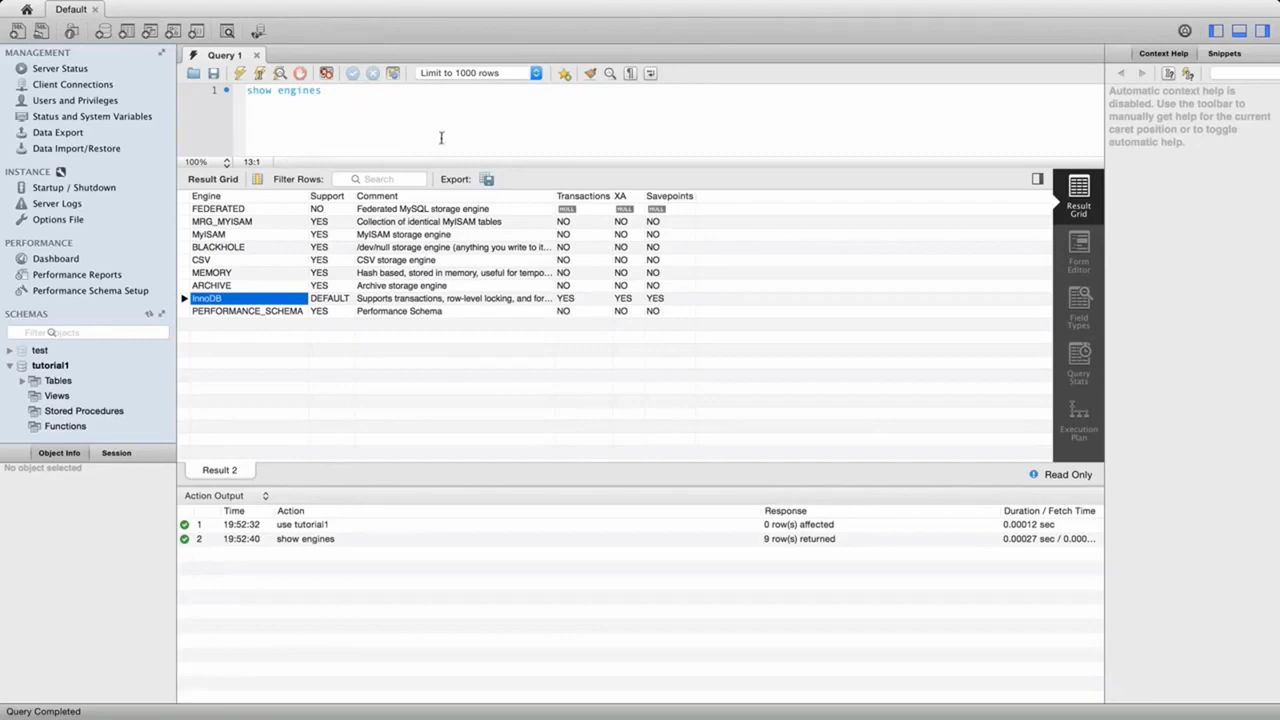 Default ×
MANAGEMENT
Server Status
Client Connections
Users and Privileges
Status and System Variables
Data Export
Data Import/Restore
INSTANCE
Startup / Shutdown
Server Logs
Options File
PERFORMANCE
Dashboard
Performance Reports
Performance Schema Setup
SCHEMAS
Filter objects
test
tutorial1
Tables
Views
Stored Procedures
Functions
Object Info Session
No object selected
Query 1 ×
Limit to 1000 rows
1 show engines
100% 13:1
Result Grid Filter Rows: Search Export:
Engine Support Comment Transactions XA Savepoints
FEDERATED NO Federated MySQL storage engine NULL NULL NULL
MRG_MYISAM YES Collection of identical MyISAM tables NO NO NO
MyISAM YES MyISAM storage engine NO NO NO
BLACKHOLE YES /dev/null storage engine (anything you write to it... NO NO NO
CSV YES CSV storage engine NO NO NO
MEMORY YES Hash based, stored in memory, useful for tempo... NO NO NO
ARCHIVE YES Archive storage engine NO NO NO
InnoDB DEFAULT Supports transactions, row-level locking, and for... YES YES YES
PERFORMANCE_SCHEMA YES Performance Schema NO NO NO
Result Grid
Form Editor
Field Types
Query Stats
Execution Plan
Result 2 Read Only
Action Output
Time Action Response Duration / Fetch Time
1 19:52:32 use tutorial1 0 row(s) affected 0.00012 sec
2 19:52:40 show engines 9 row(s) returned 0.00027 sec / 0.000...
Context Help Snippets
Automatic context help is
disabled. Use the toolbar to
manually get help for the current
caret position or to toggle
automatic help.
Query Completed